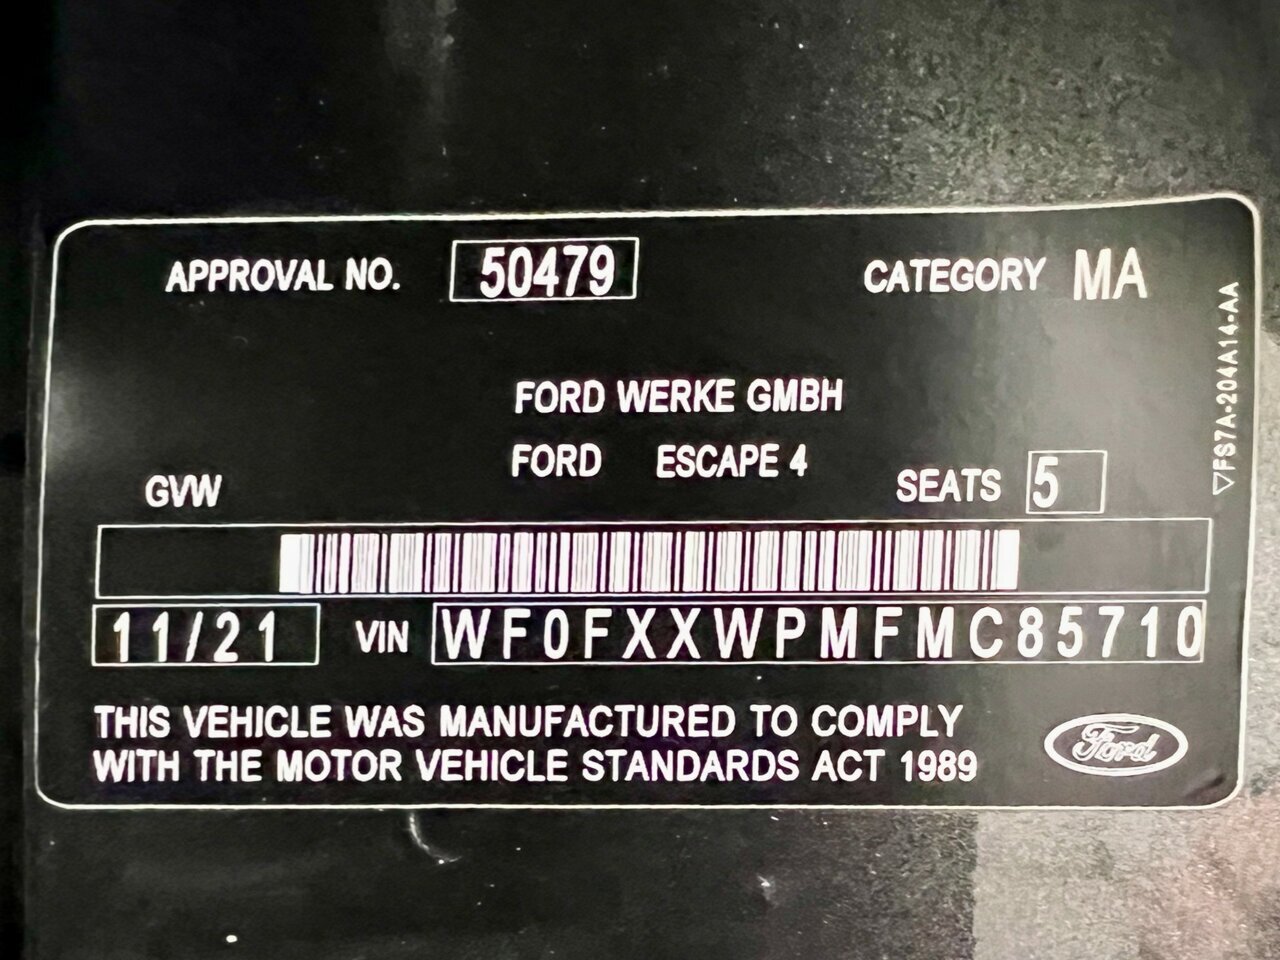 APPROVAL NO. 50479 CATEGORY MA
FORD WERKE GMBH
FORD ESCAPE 4
GVW SEATS 5
11/21 VIN WF0FXXWPMFMC85710
THIS VEHICLE WAS MANUFACTURED TO COMPLY
WITH THE MOTOR VEHICLE STANDARDS ACT 1989
Ford
▽FS7A-204A14-AA